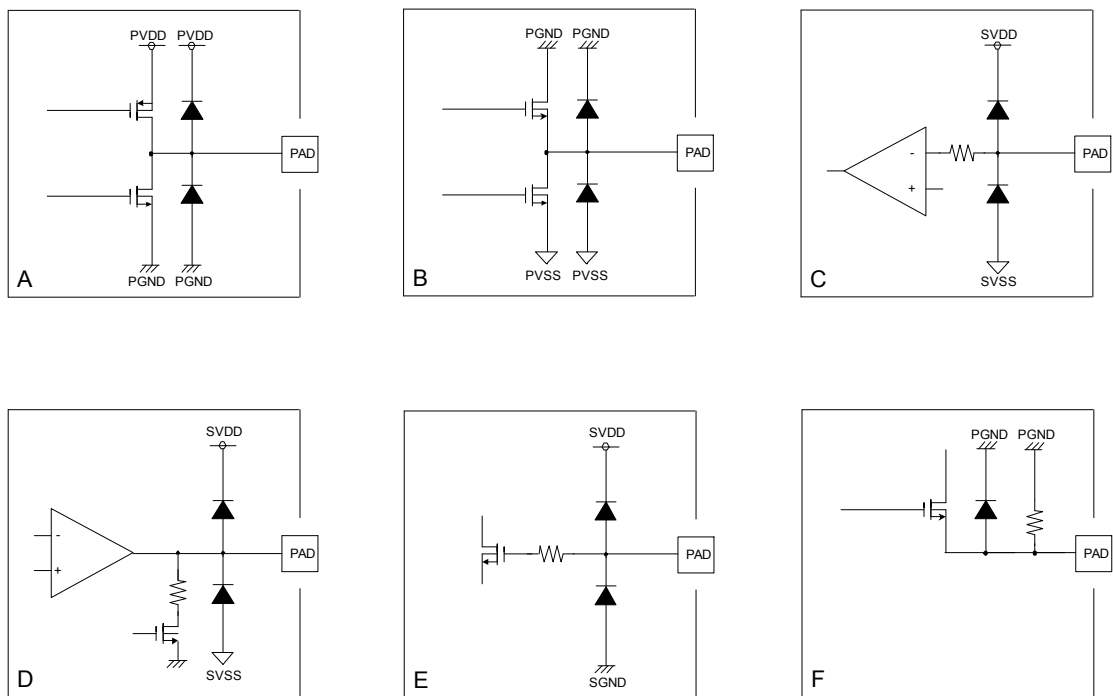 PVDD PVDD
PAD
PGND PGND
A
PGND PGND
PAD
PVSS PVSS
B
SVDD
-
+
PAD
SVSS
C
SVDD
-
+
PAD
SVSS
D
SVDD
PAD
SGND
E
PGND PGND
PAD
F